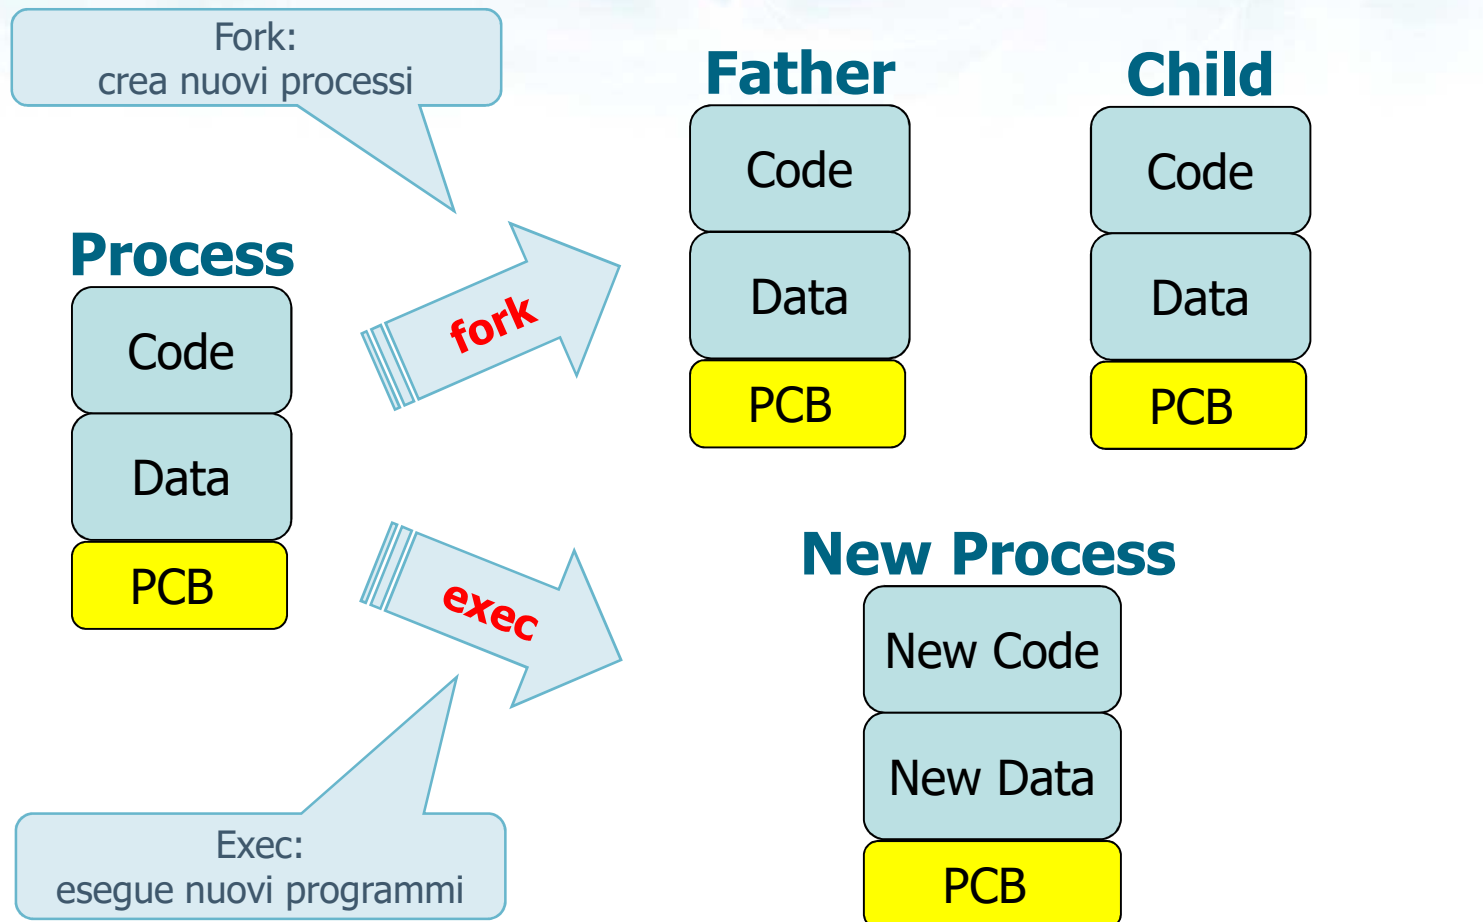 Fork:
crea nuovi processi
Process
Code
Data
PCB
fork
Father
Code
Data
PCB
Child
Code
Data
PCB
exec
New Process
New Code
New Data
PCB
Exec:
esegue nuovi programmi